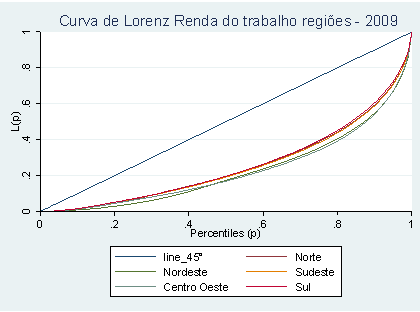 Curva de Lorenz Renda do trabalho regiões - 2009
L(p)
1
.8
.6
.4
.2
0
0 .2 .4 .6 .8 1
Percentiles (p)
line_45° Norte
Nordeste Sudeste
Centro Oeste Sul